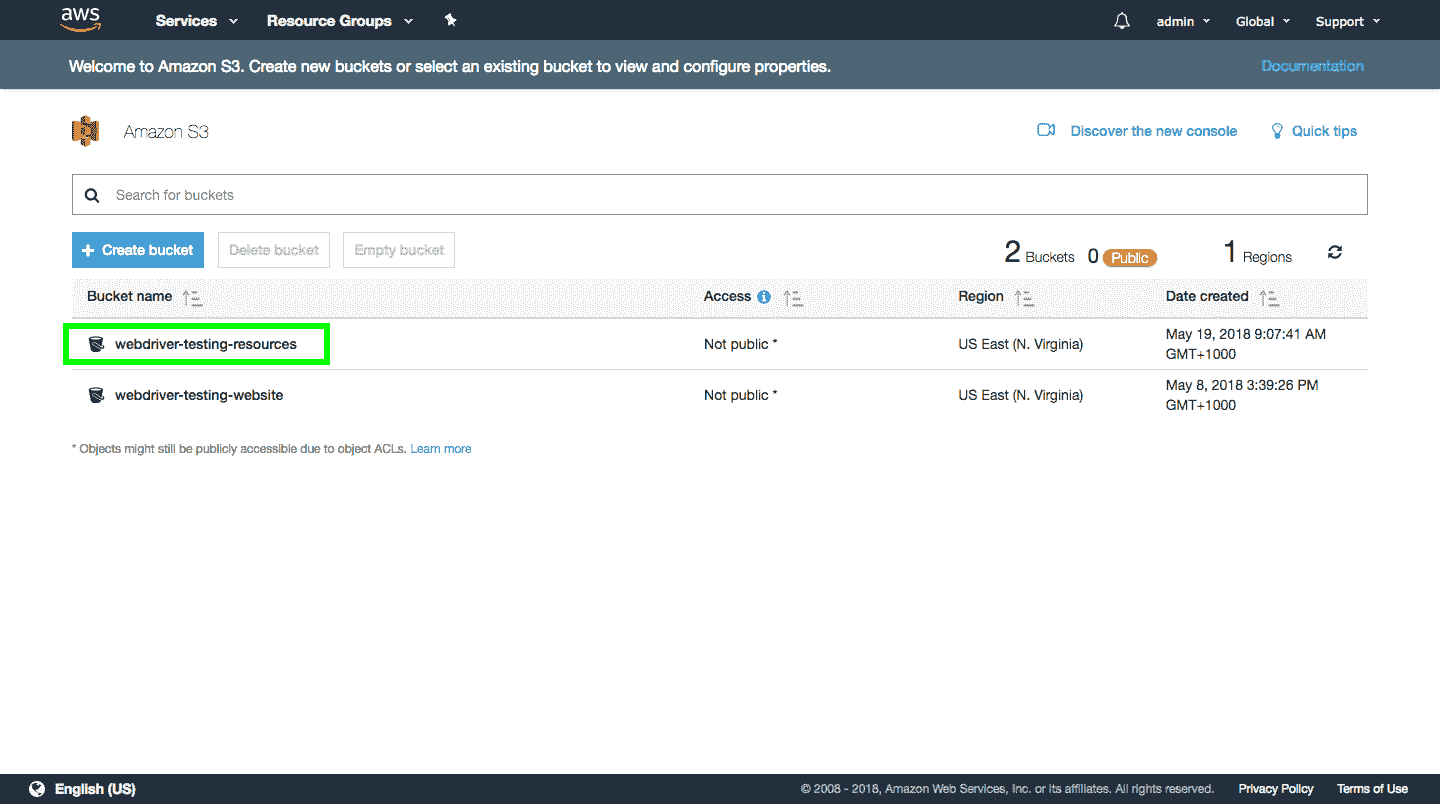 aws Services Resource Groups admin Global Support
Welcome to Amazon S3. Create new buckets or select an existing bucket to view and configure properties. Documentation
Amazon S3 Discover the new console Quick tips
Search for buckets
+ Create bucket Delete bucket Empty bucket 2 Buckets 0 Public 1 Regions
Bucket name Access Region Date created
webdriver-testing-resources Not public * US East (N. Virginia) May 19, 2018 9:07:41 AM
GMT+1000
webdriver-testing-website Not public * US East (N. Virginia) May 8, 2018 3:39:26 PM
GMT+1000
* Objects might still be publicly accessible due to object ACLs. Learn more
English (US) © 2008 - 2018, Amazon Web Services, Inc. or its affiliates. All rights reserved. Privacy Policy Terms of Use